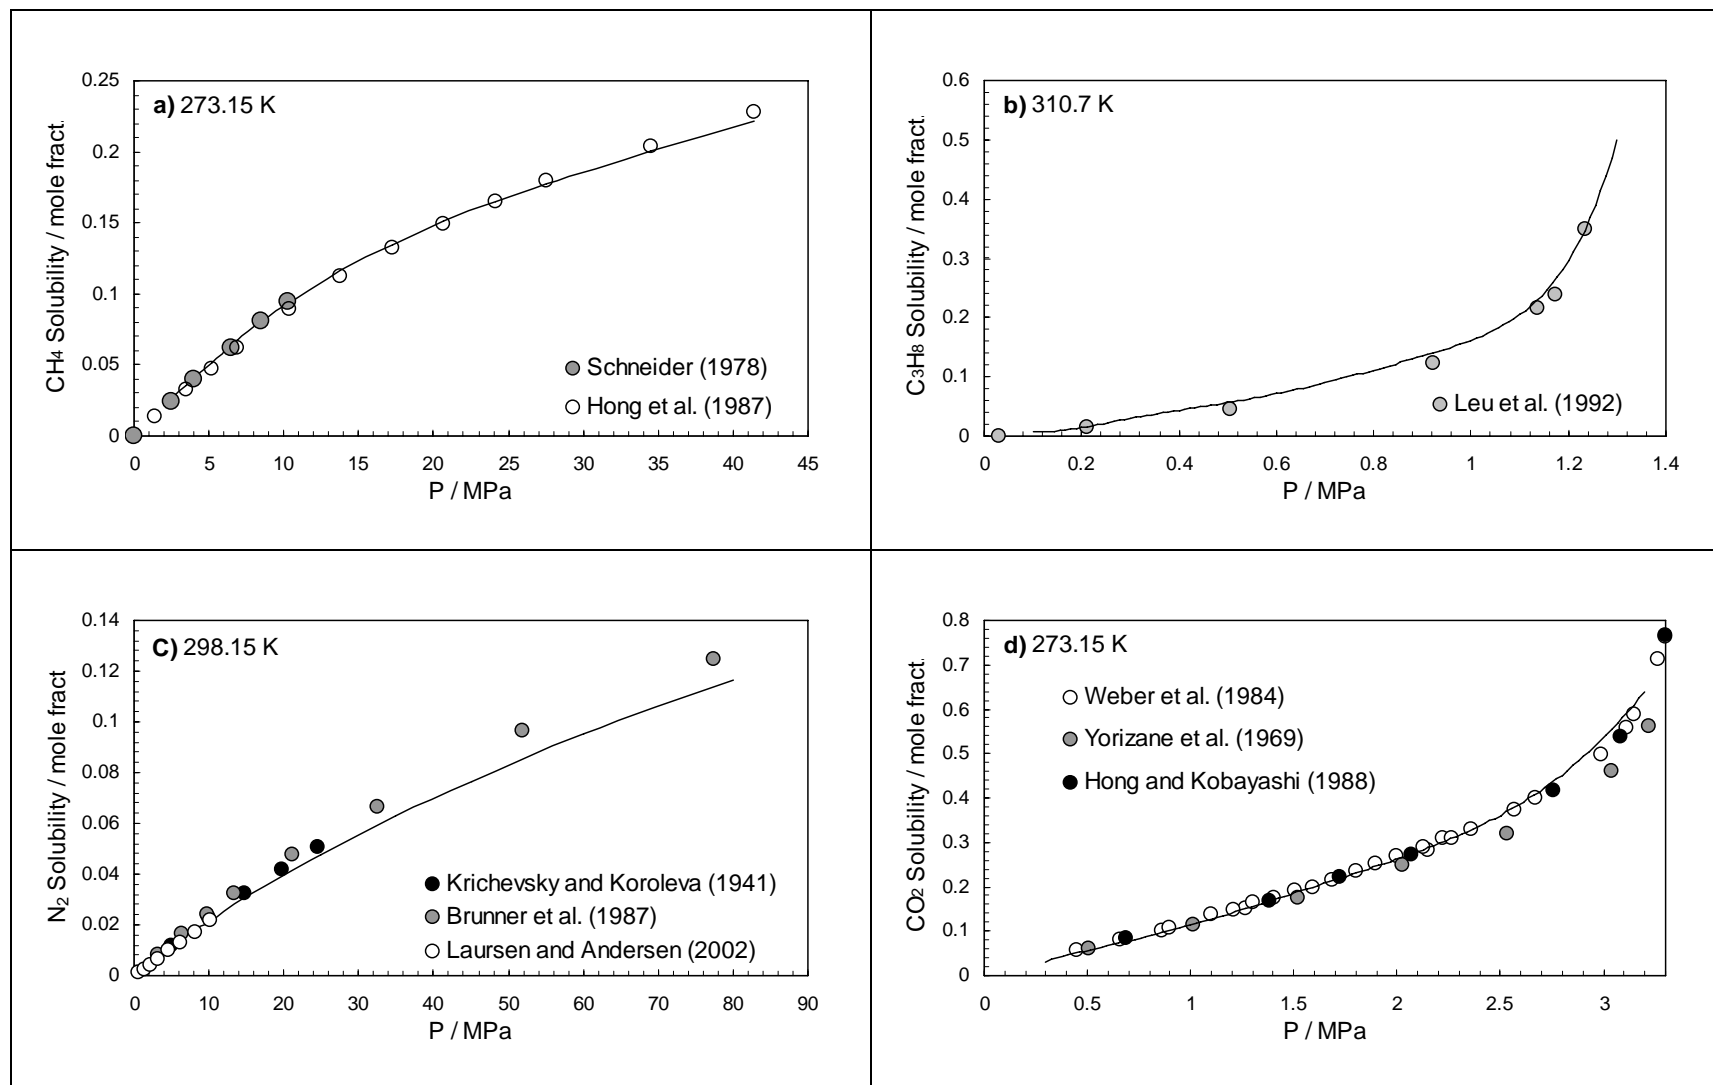 a) 273.15 K
CH4 Solubility / mole fract.
0.25
0.2
0.15
0.1
0.05
0
Schneider (1978)
Hong et al. (1987)
0 5 10 15 20 25 30 35 40 45
P / MPa
b) 310.7 K
C3H8 Solubility / mole fract.
0.6
0.5
0.4
0.3
0.2
0.1
0
Leu et al. (1992)
0 0.2 0.4 0.6 0.8 1 1.2 1.4
P / MPa
C) 298.15 K
N2 Solubility / mole fract
0.14
0.12
0.1
0.08
0.06
0.04
0.02
0
Krichevsky and Koroleva (1941)
Brunner et al. (1987)
Laursen and Andersen (2002)
0 10 20 30 40 50 60 70 80 90
P / MPa
d) 273.15 K
CO2 Solubility / mole fract.
0.8
0.7
0.6
0.5
0.4
0.3
0.2
0.1
0
Weber et al. (1984)
Yorizane et al. (1969)
Hong and Kobayashi (1988)
0 0.5 1 1.5 2 2.5 3
P / MPa